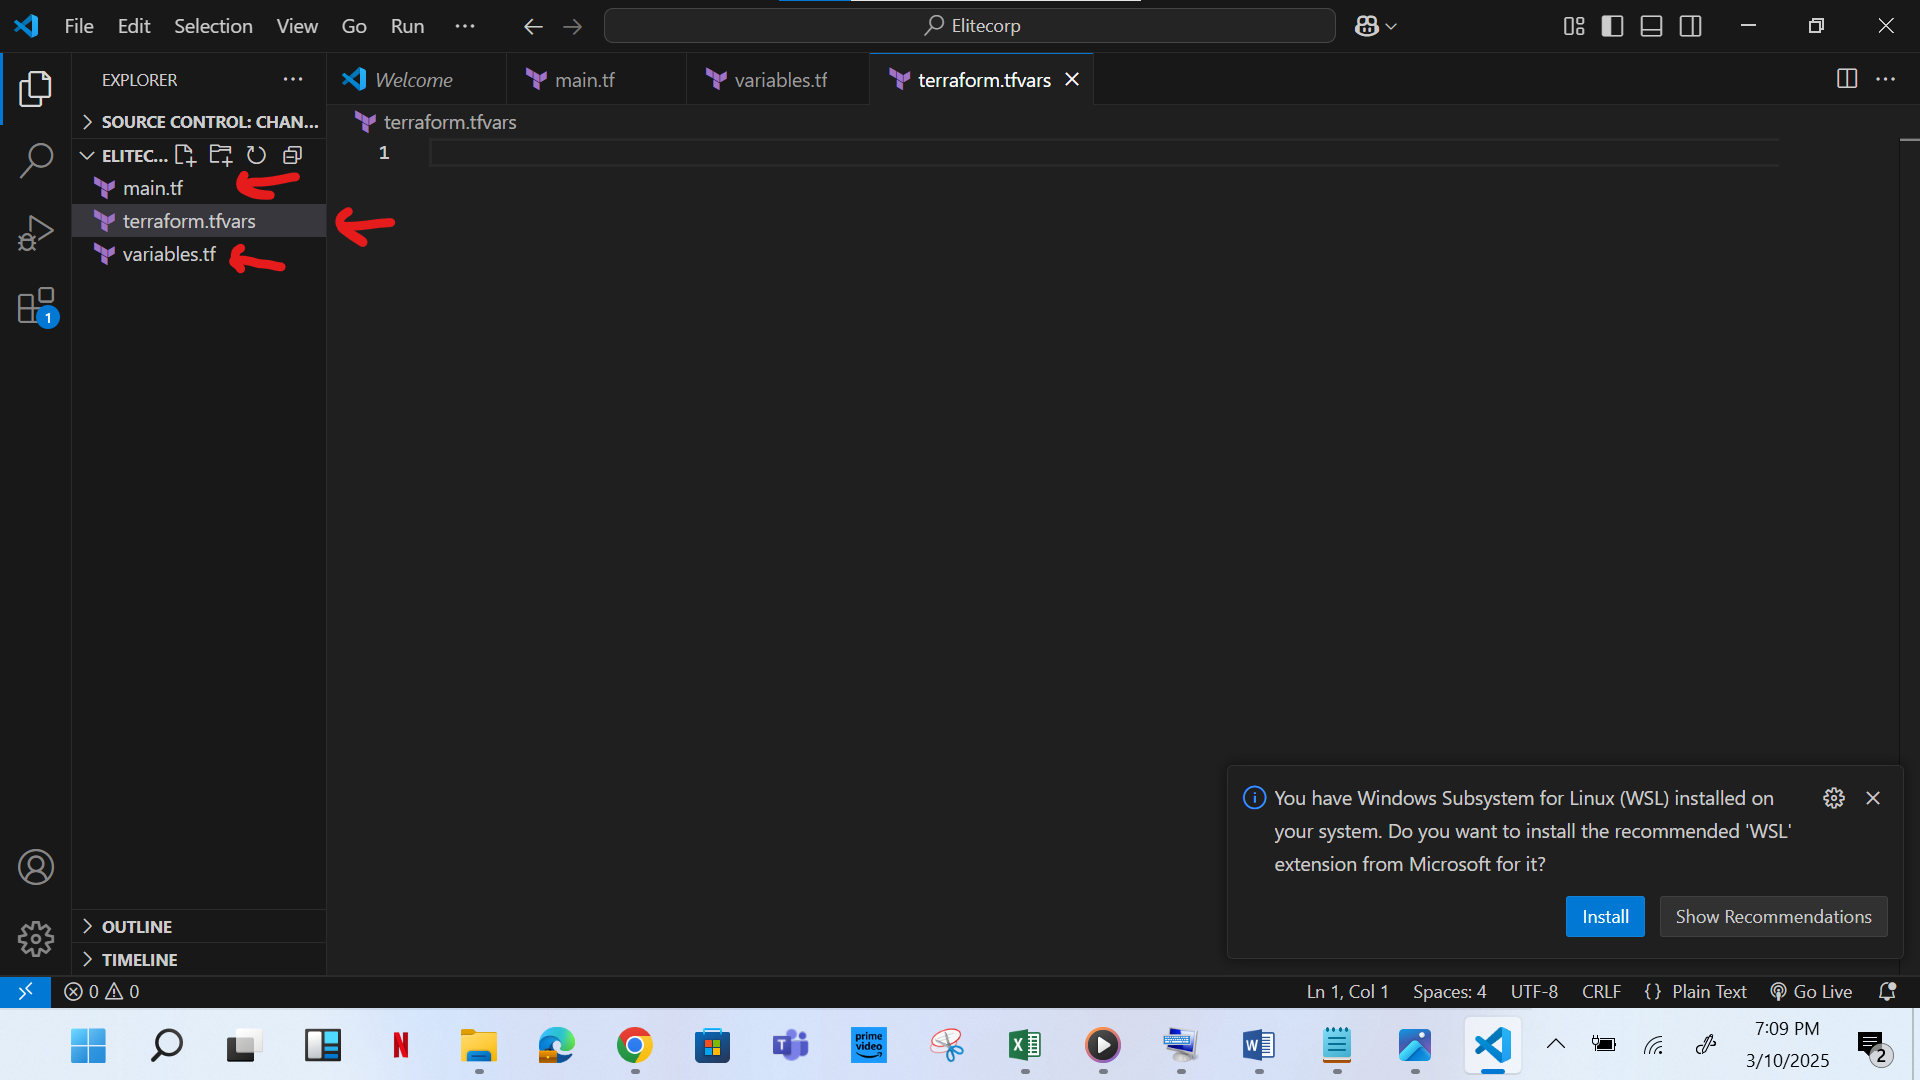 File Edit Selection View Go Run ···
Elitecorp
EXPLORER
SOURCE CONTROL: CHAN...
ELITEC...
main.tf
terraform.tfvars
variables.tf
Welcome
main.tf
variables.tf
terraform.tfvars
terraform.tfvars
1
1
You have Windows Subsystem for Linux (WSL) installed on
your system. Do you want to install the recommended 'WSL'
extension from Microsoft for it?
Install
Show Recommendations
OUTLINE
TIMELINE
0 0
Ln 1, Col 1 Spaces: 4 UTF-8 CRLF {} Plain Text Go Live
N
prime
video
X
W
7:09 PM
3/10/2025
2